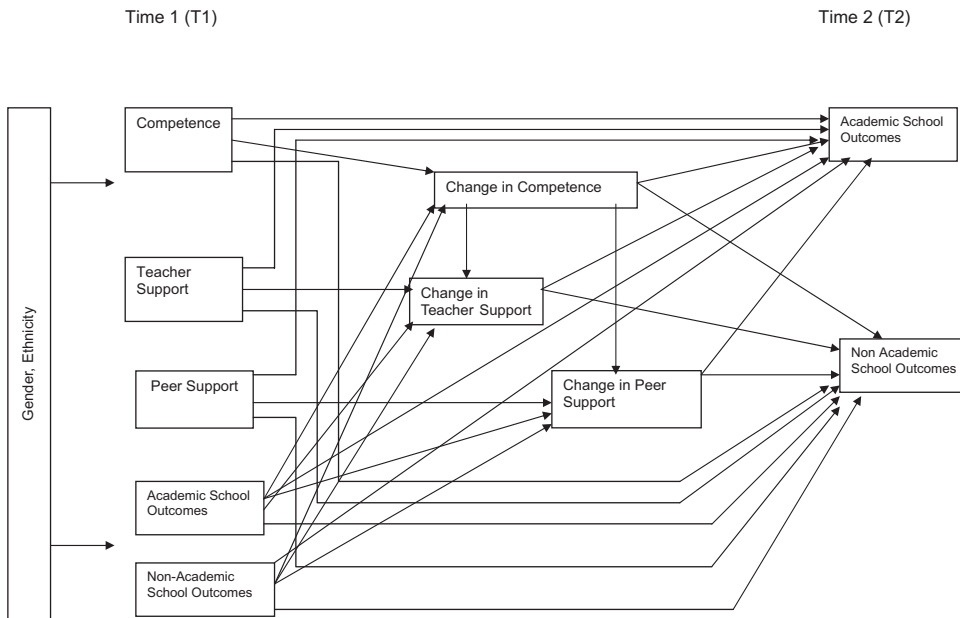 Time 1 (T1)
Time 2 (T2)
Gender, Ethnicity
Competence
Academic School
Outcomes
Change in Competence
Teacher
Support
Change in
Teacher Support
Non Academic
School Outcomes
Peer Support
Change in Peer
Support
Academic School
Outcomes
Non-Academic
School Outcomes